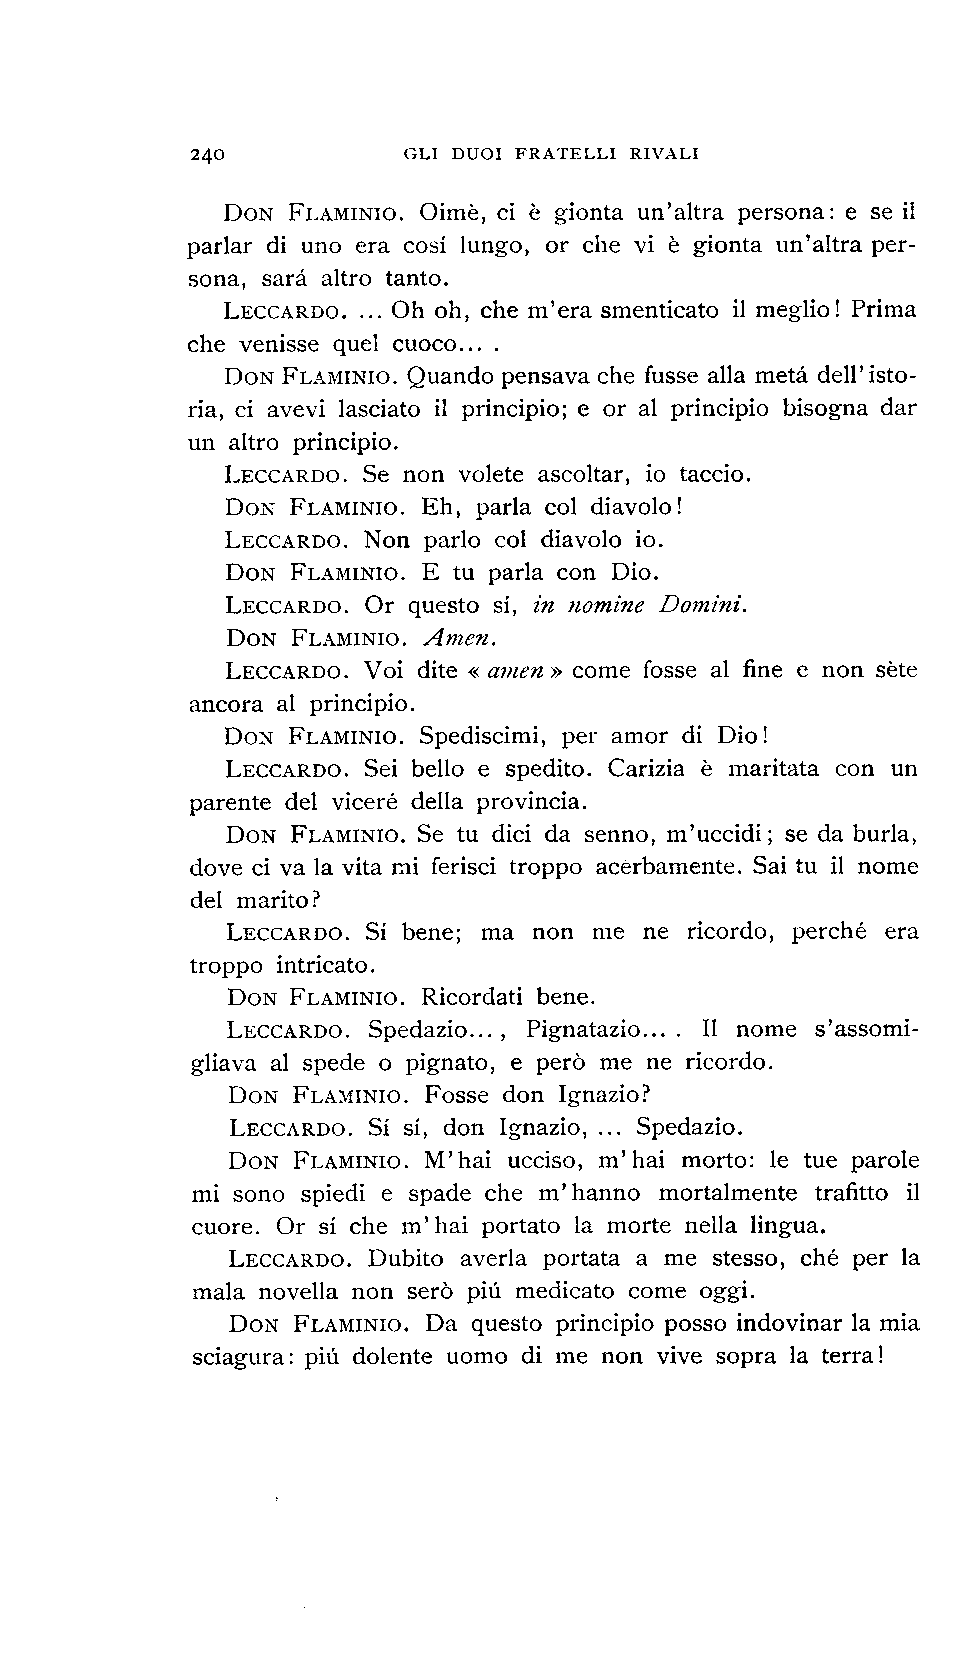 240 GLI DUOI FRATELLI RIVALI
Don Flaminio. Oimè, ci è gionta un'altra persona: e se il
parlar di uno era cosí lungo, or che vi è gionta un'altra per-
sona, sará altro tanto.
Leccardo. ... Oh oh, che m'era smenticato il meglio! Prima
che venisse quel cuoco... .
Don Flaminio. Quando pensava che fusse alla metá dell'isto-
ria, ci avevi lasciato il principio; e or al principio bisogna dar
un altro principio.
Leccardo. Se non volete ascoltar, io taccio.
Don Flaminio. Eh, parla col diavolo!
Leccardo. Non parlo col diavolo io.
Don Flaminio. E tu parla con Dio.
Leccardo. Or questo sí, in nomine Domini.
Don Flaminio. Amen.
Leccardo. Voi dite « amen » come fosse al fine e non sète
ancora al principio.
Don Flaminio. Spediscimi, per amor di Dio!
Leccardo. Sei bello e spedito. Carizia è maritata con un
parente del viceré della provincia.
Don Flaminio. Se tu dici da senno, m'uccidi; se da burla,
dove ci va la vita mi ferisci troppo acerbamente. Sai tu il nome
del marito?
Leccardo. Sí bene; ma non me ne ricordo, perché era
troppo intricato.
Don Flaminio. Ricordati bene.
Leccardo. Spedazio... , Pignatazio... . Il nome s'assomi-
gliava al spede o pignato, e però me ne ricordo.
Don Flaminio. Fosse don Ignazio?
Leccardo. Sí sí, don Ignazio, ... Spedazio.
Don Flaminio. M'hai ucciso, m'hai morto: le tue parole
mi sono spiedi e spade che m'hanno mortalmente trafitto il
cuore. Or sí che m'hai portato la morte nella lingua.
Leccardo. Dubito averla portata a me stesso, ché per la
mala novella non serò piú medicato come oggi.
Don Flaminio. Da questo principio posso indovinar la mia
sciagura: piú dolente uomo di me non vive sopra la terra!